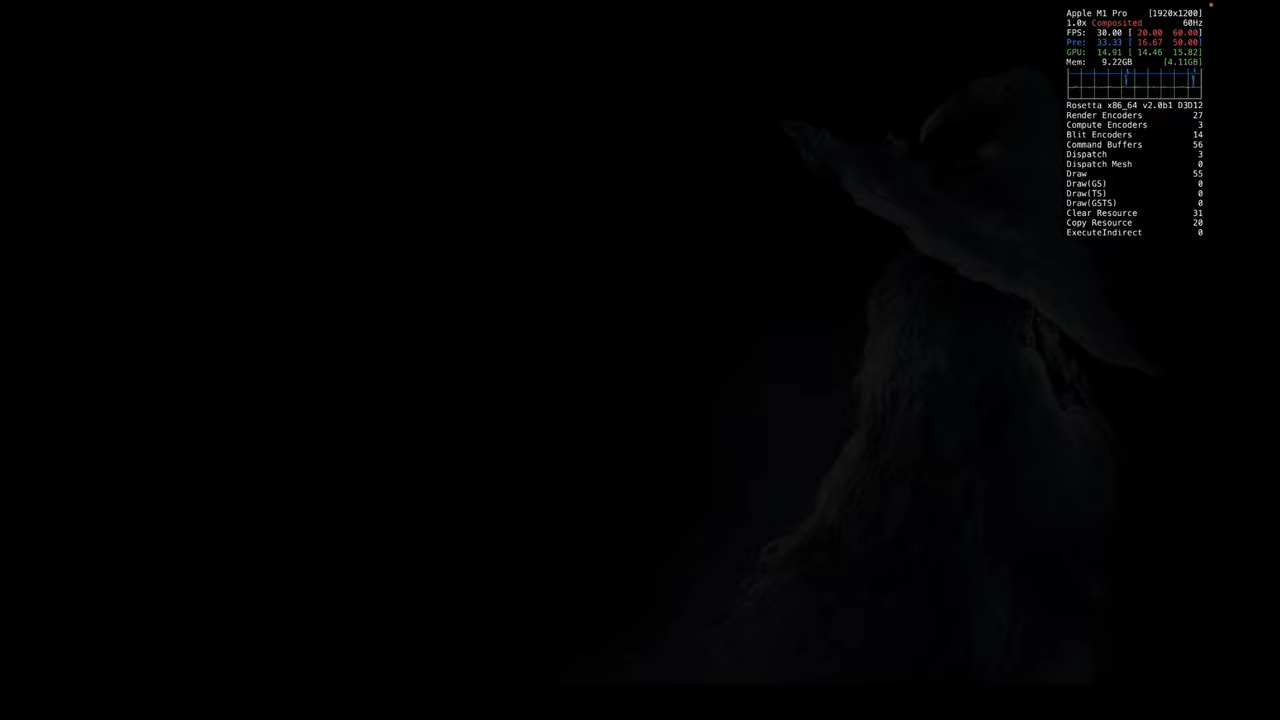 Apple M1 Pro [1920x1200]
1.0x Composited 60Hz
FPS: 30.00 [ 20.00 60.00]
Pre: 33.33 [ 16.67 50.00]
GPU: 14.91 [ 14.46 15.82]
Mem: 9.22GB [4.11GB]
Rosetta x86_64 v2.0b1 D3D12
Render Encoders 27
Compute Encoders 3
Blit Encoders 14
Command Buffers 56
Dispatch 3
Dispatch Mesh 0
Draw 55
Draw(GS) 0
Draw(TS) 0
Draw(GSTS) 0
Clear Resource 31
Copy Resource 20
ExecuteIndirect 0